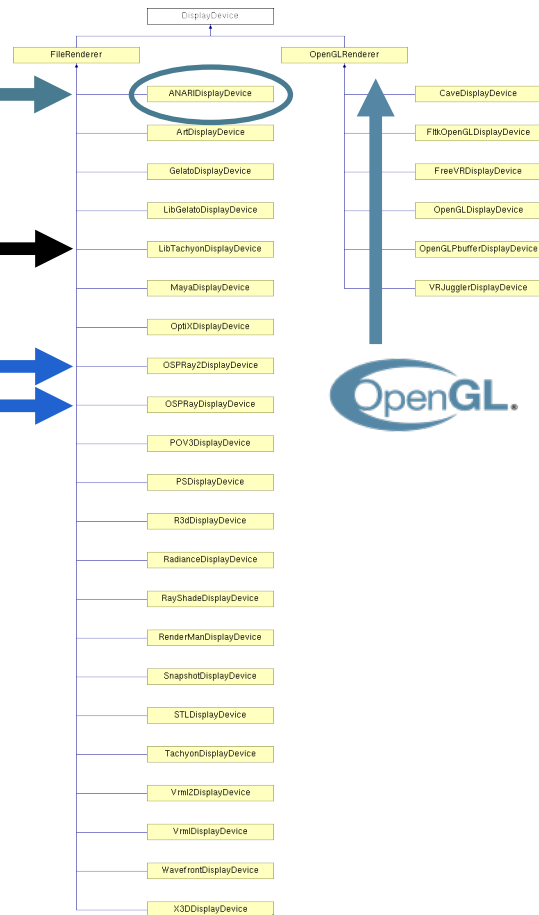 DisplayDevice
FileRenderer
OpenGLRenderer
ANARIDisplayDevice
CaveDisplayDevice
ArtDisplayDevice
FltkOpenGLDisplayDevice
GelatoDisplayDevice
FreeVRDisplayDevice
LibGelatoDisplayDevice
OpenGLDisplayDevice
LibTachyonDisplayDevice
OpenGLPbufferDisplayDevice
MayaDisplayDevice
VRJugglerDisplayDevice
OptiXDisplayDevice
OSPRay2DisplayDevice
OSPRayDisplayDevice
OpenGL®
POV3DisplayDevice
PSDisplayDevice
R3dDisplayDevice
RadianceDisplayDevice
RayShadeDisplayDevice
RenderManDisplayDevice
SnapshotDisplayDevice
STLDisplayDevice
TachyonDisplayDevice
Vrml2DisplayDevice
VrmlDisplayDevice
WavefrontDisplayDevice
X3DDisplayDevice